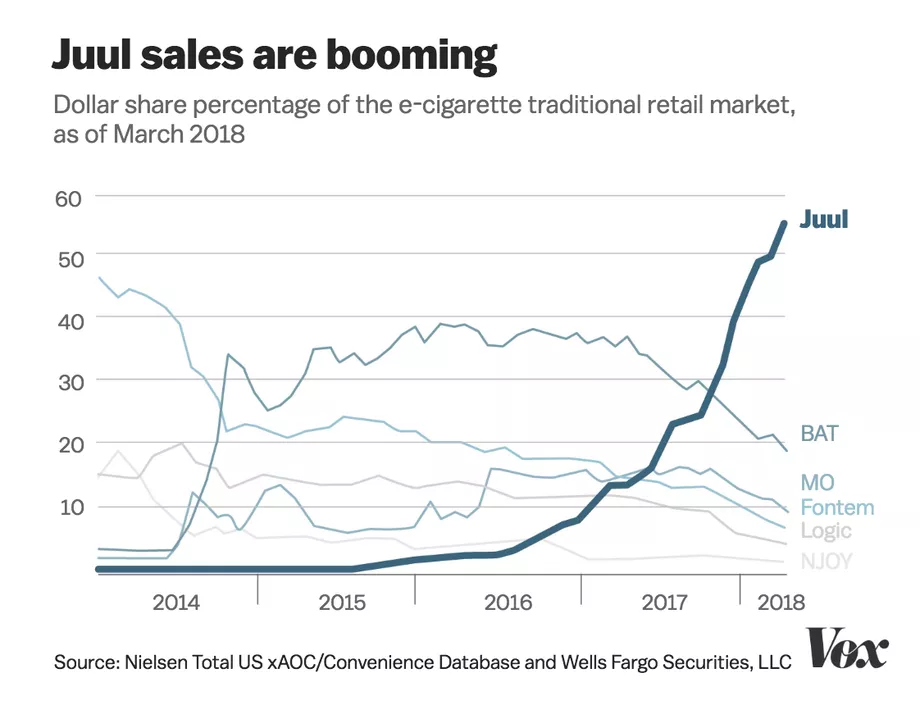 Juul sales are booming
Dollar share percentage of the e-cigarette traditional retail market,
as of March 2018
60
Juul
50
40
30
20
BAT
MO
10
Fontem
Logic
NJOY
2014
2015
2016
2017
2018
Source: Nielsen Total US xAOC/Convenience Database and Wells Fargo Securities, LLC
Vox